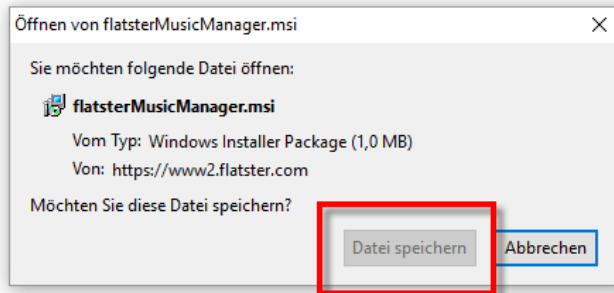 Öffnen von flatsterMusicManager.msi
Sie möchten folgende Datei öffnen:
flatsterMusicManager.msi
Vom Typ: Windows Installer Package (1,0 MB)
Von: https://www2.flatster.com
Möchten Sie diese Datei speichern?
Datei speichern Abbrechen